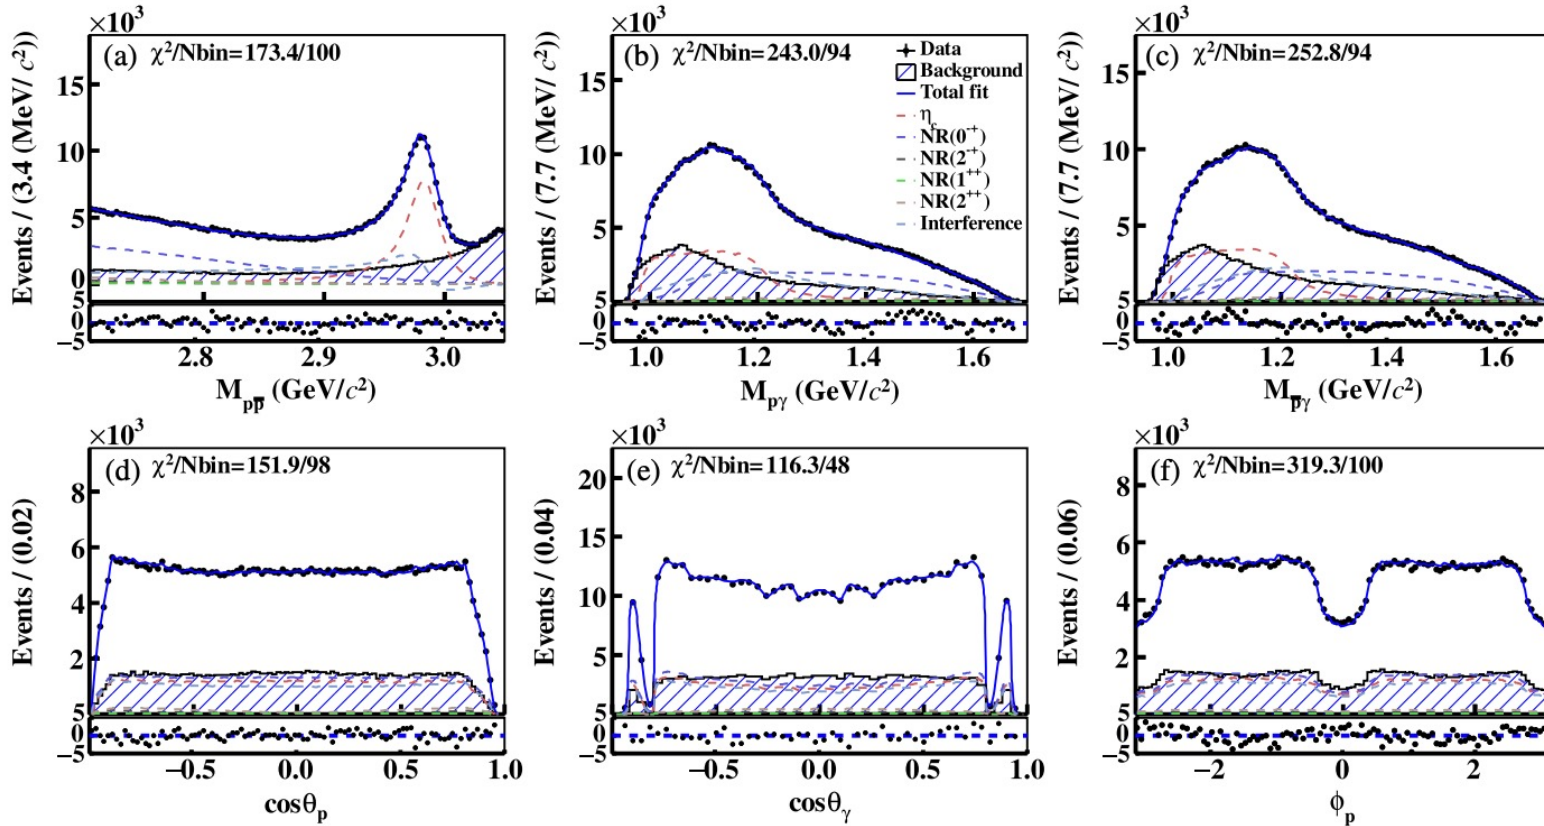 ×10³
(a) χ²/Nbin=173.4/100
Events / (3.4 (MeV/c²))
15
10
5
0
5
0
−5
2.8 2.9 3.0
M_{pp̅} (GeV/c²)
×10³
(b) χ²/Nbin=243.0/94
Data
Background
Total fit
η_c
NR(0⁻⁺)
NR(2⁻⁺)
NR(1⁺⁺)
NR(2⁺⁺)
Interference
Events / (7.7 (MeV/c²)
15
10
5
5
0
−5
1.0 1.2 1.4 1.6
M_{pγ} (GeV/c²)
×10³
(c) χ²/Nbin=252.8/94
Events / (7.7 (MeV/c²)
15
10
5
5
0
−5
1.0 1.2 1.4 1.6
M_{p̅γ} (GeV/c²)
×10³
(d) χ²/Nbin=151.9/98
Events / (0.02)
8
6
4
2
5
0
−5
−0.5 0.0 0.5 1.0
cosθ_p
×10³
(e) χ²/Nbin=116.3/48
Events / (0.04)
20
15
10
5
5
0
−5
−0.5 0.0 0.5 1.0
cosθ_γ
×10³
(f) χ²/Nbin=319.3/100
Events / (0.06)
8
6
4
2
5
0
−5
−2 0 2
ϕ_p